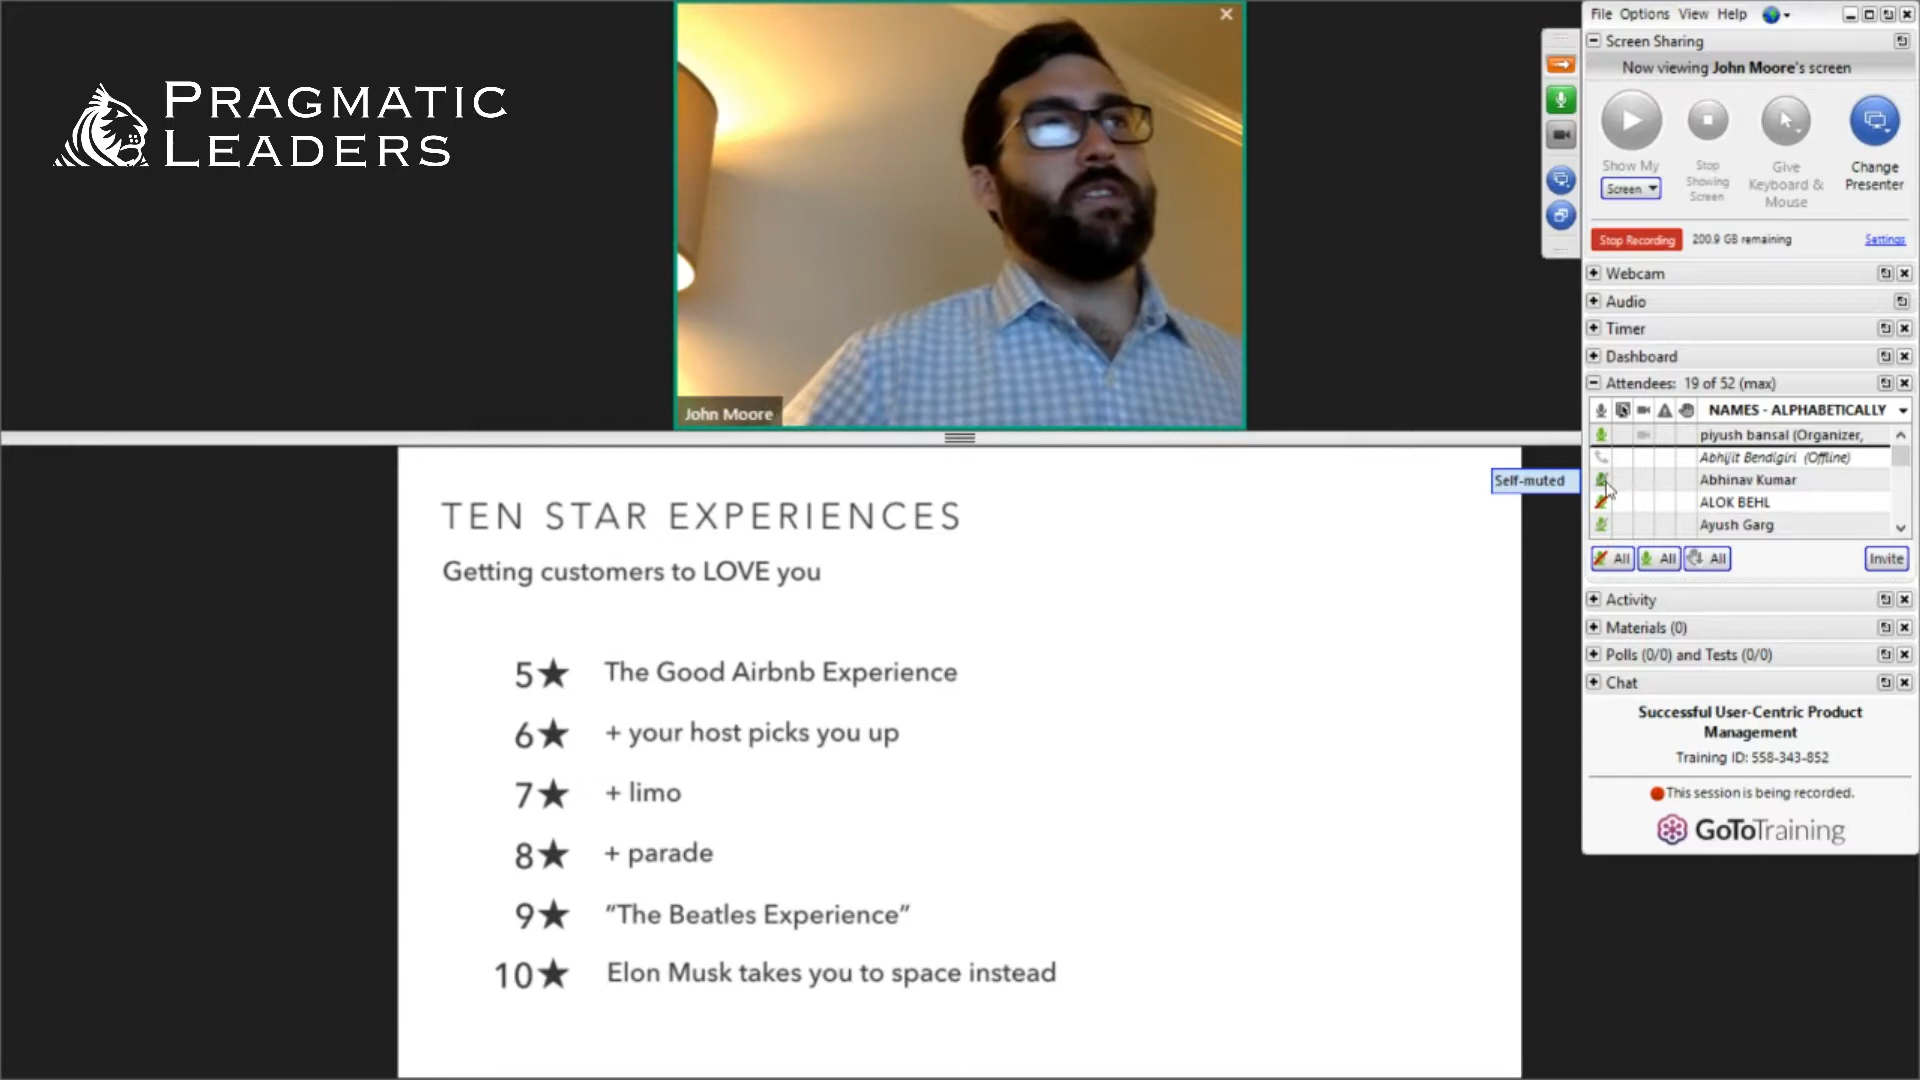 PRAGMATIC
LEADERS
John Moore
TEN STAR EXPERIENCES
Getting customers to LOVE you
5★ The Good Airbnb Experience
6★ + your host picks you up
7★ + limo
8★ + parade
9★ “The Beatles Experience”
10★ Elon Musk takes you to space instead
File Options View Help
Screen Sharing
Now viewing John Moore's screen
Show My
Screen
Stop
Showing
Screen
Give
Keyboard &
Mouse
Change
Presenter
Stop Recording 200.9 GB remaining Settings
Webcam
Audio
Timer
Dashboard
Attendees: 19 of 52 (max)
NAMES - ALPHABETICALLY
piyush bansal (Organizer,
Abhijit Bendigiri (Offline)
Self-muted
Abhinav Kumar
ALOK BEHL
Ayush Garg
All All All Invite
Activity
Materials (0)
Polls (0/0) and Tests (0/0)
Chat
Successful User-Centric Product
Management
Training ID: 558-343-852
This session is being recorded.
GoToTraining